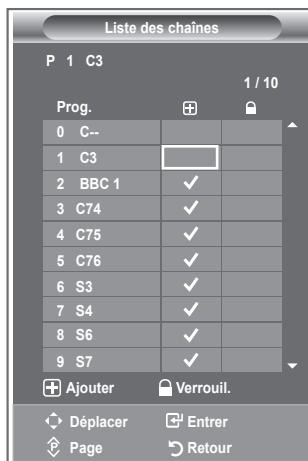 Liste des chaînes
P 1 C3
1 / 10
Prog.
0 C--
1 C3
2 BBC 1
3 C74
4 C75
5 C76
6 S3
7 S4
8 S6
9 S7
Ajouter Verrouil.
Déplacer Entrer
Page Retour